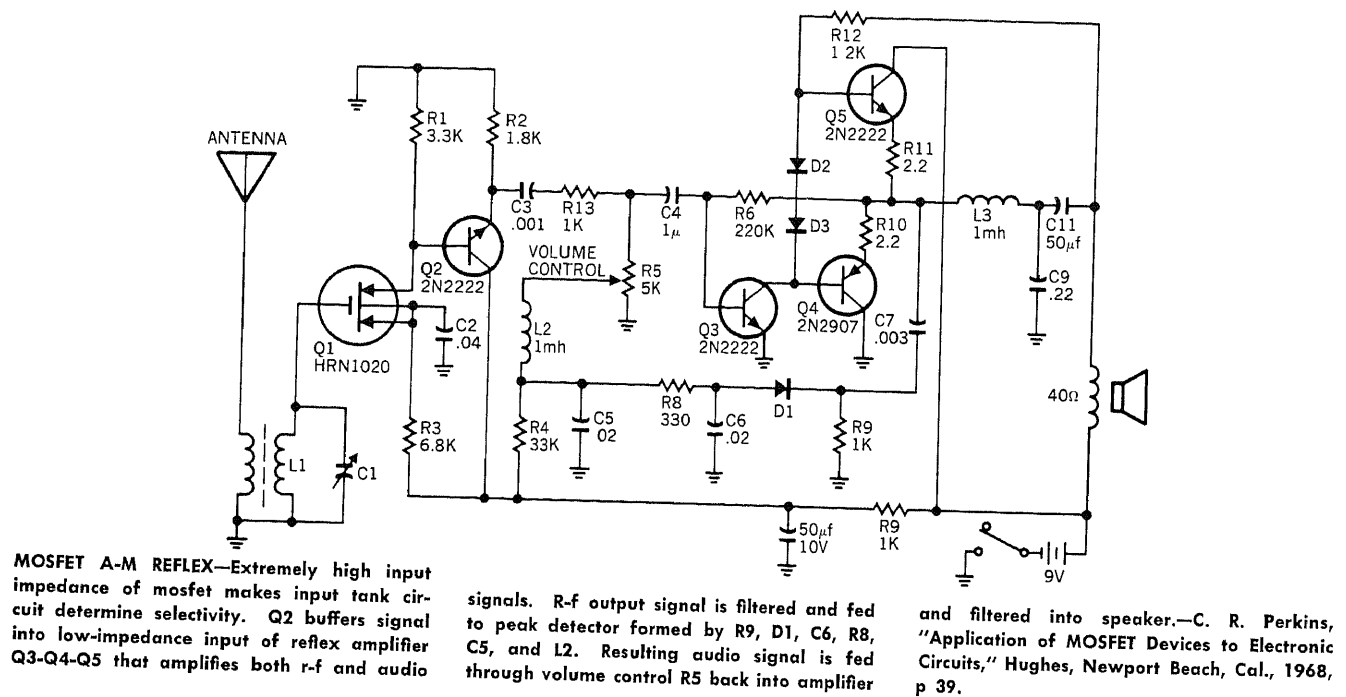 R12
1 2K
Q5
2N2222
R11
2.2
R1
3.3K
R2
1.8K
ANTENNA
D2
C3
.001
R13
1K
C4
1µ
R6
220K
D3
R10
2.2
L3
1mh
C11
50µf
VOLUME
CONTROL
R5
5K
Q2
2N2222
C9
.22
Q1
HRN1020
C2
.04
L2
1mh
Q3
2N2222
Q4
2N2907
C7
.003
40Ω
R3
6.8K
R4
33K
C5
02
R8
330
C6
.02
D1
R9
1K
L1
C1
50µf
10V
R9
1K
9V
MOSFET A-M REFLEX—Extremely high input
impedance of mosfet makes input tank cir-
cuit determine selectivity. Q2 buffers signal
into low-impedance input of reflex amplifier
Q3-Q4-Q5 that amplifies both r-f and audio
signals. R-f output signal is filtered and fed
to peak detector formed by R9, D1, C6, R8,
C5, and L2. Resulting audio signal is fed
through volume control R5 back into amplifier
and filtered into speaker.—C. R. Perkins,
"Application of MOSFET Devices to Electronic
Circuits," Hughes, Newport Beach, Cal., 1968,
p 39.